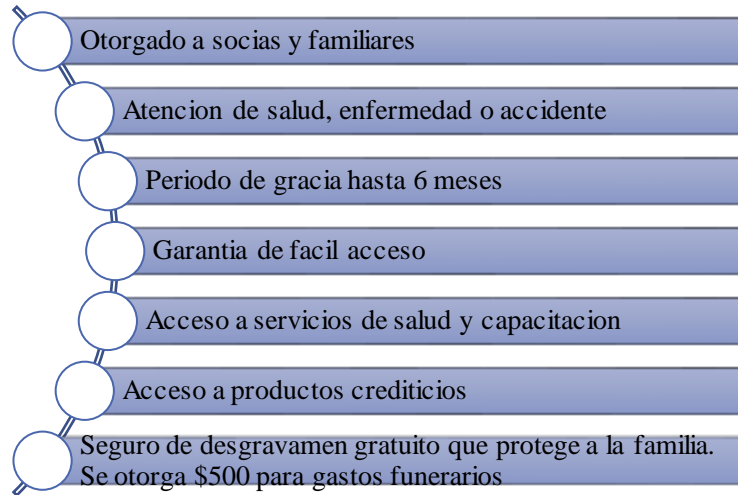 Otorgado a socias y familiares
Atencion de salud, enfermedad o accidente
Periodo de gracia hasta 6 meses
Garantia de facil acceso
Acceso a servicios de salud y capacitacion
Acceso a productos crediticios
Seguro de desgravamen gratuito que protege a la familia.
Se otorga $500 para gastos funerarios